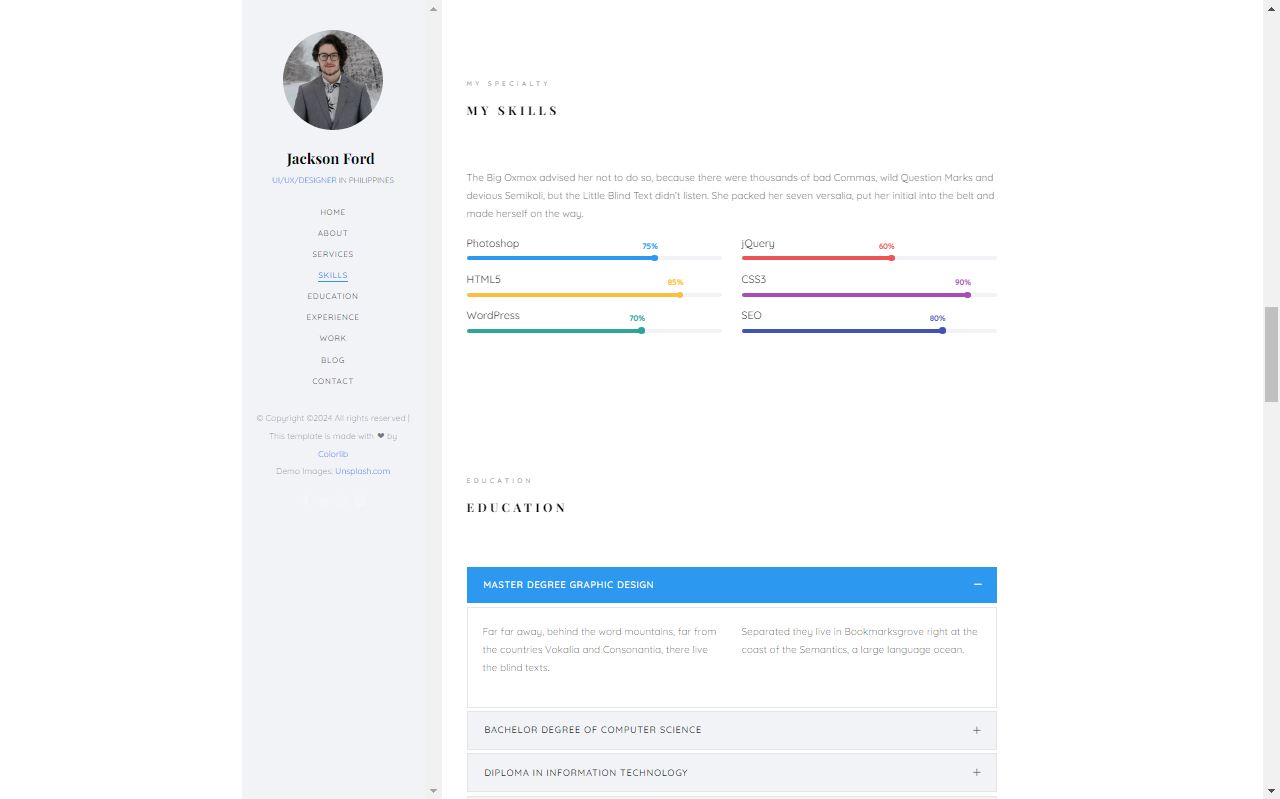 Jackson Ford
UI/UX/DESIGNER IN PHILIPPINES
HOME
ABOUT
SERVICES
SKILLS
EDUCATION
EXPERIENCE
WORK
BLOG
CONTACT
© Copyright ©2024 All rights reserved |
This template is made with ❤ by
Colorlib
Demo Images: Unsplash.com
MY SPECIALTY
MY SKILLS
The Big Oxmox advised her not to do so, because there were thousands of bad Commas, wild Question Marks and
devious Semikoli, but the Little Blind Text didn't listen. She packed her seven versalia, put her initial into the belt and
made herself on the way.
Photoshop 75%
jQuery 60%
HTML5 85%
CSS3 90%
WordPress 70%
SEO 80%
EDUCATION
EDUCATION
MASTER DEGREE GRAPHIC DESIGN
Far far away, behind the word mountains, far from
the countries Vokalia and Consonantia, there live
the blind texts.
Separated they live in Bookmarksgrove right at the
coast of the Semantics, a large language ocean.
BACHELOR DEGREE OF COMPUTER SCIENCE
DIPLOMA IN INFORMATION TECHNOLOGY